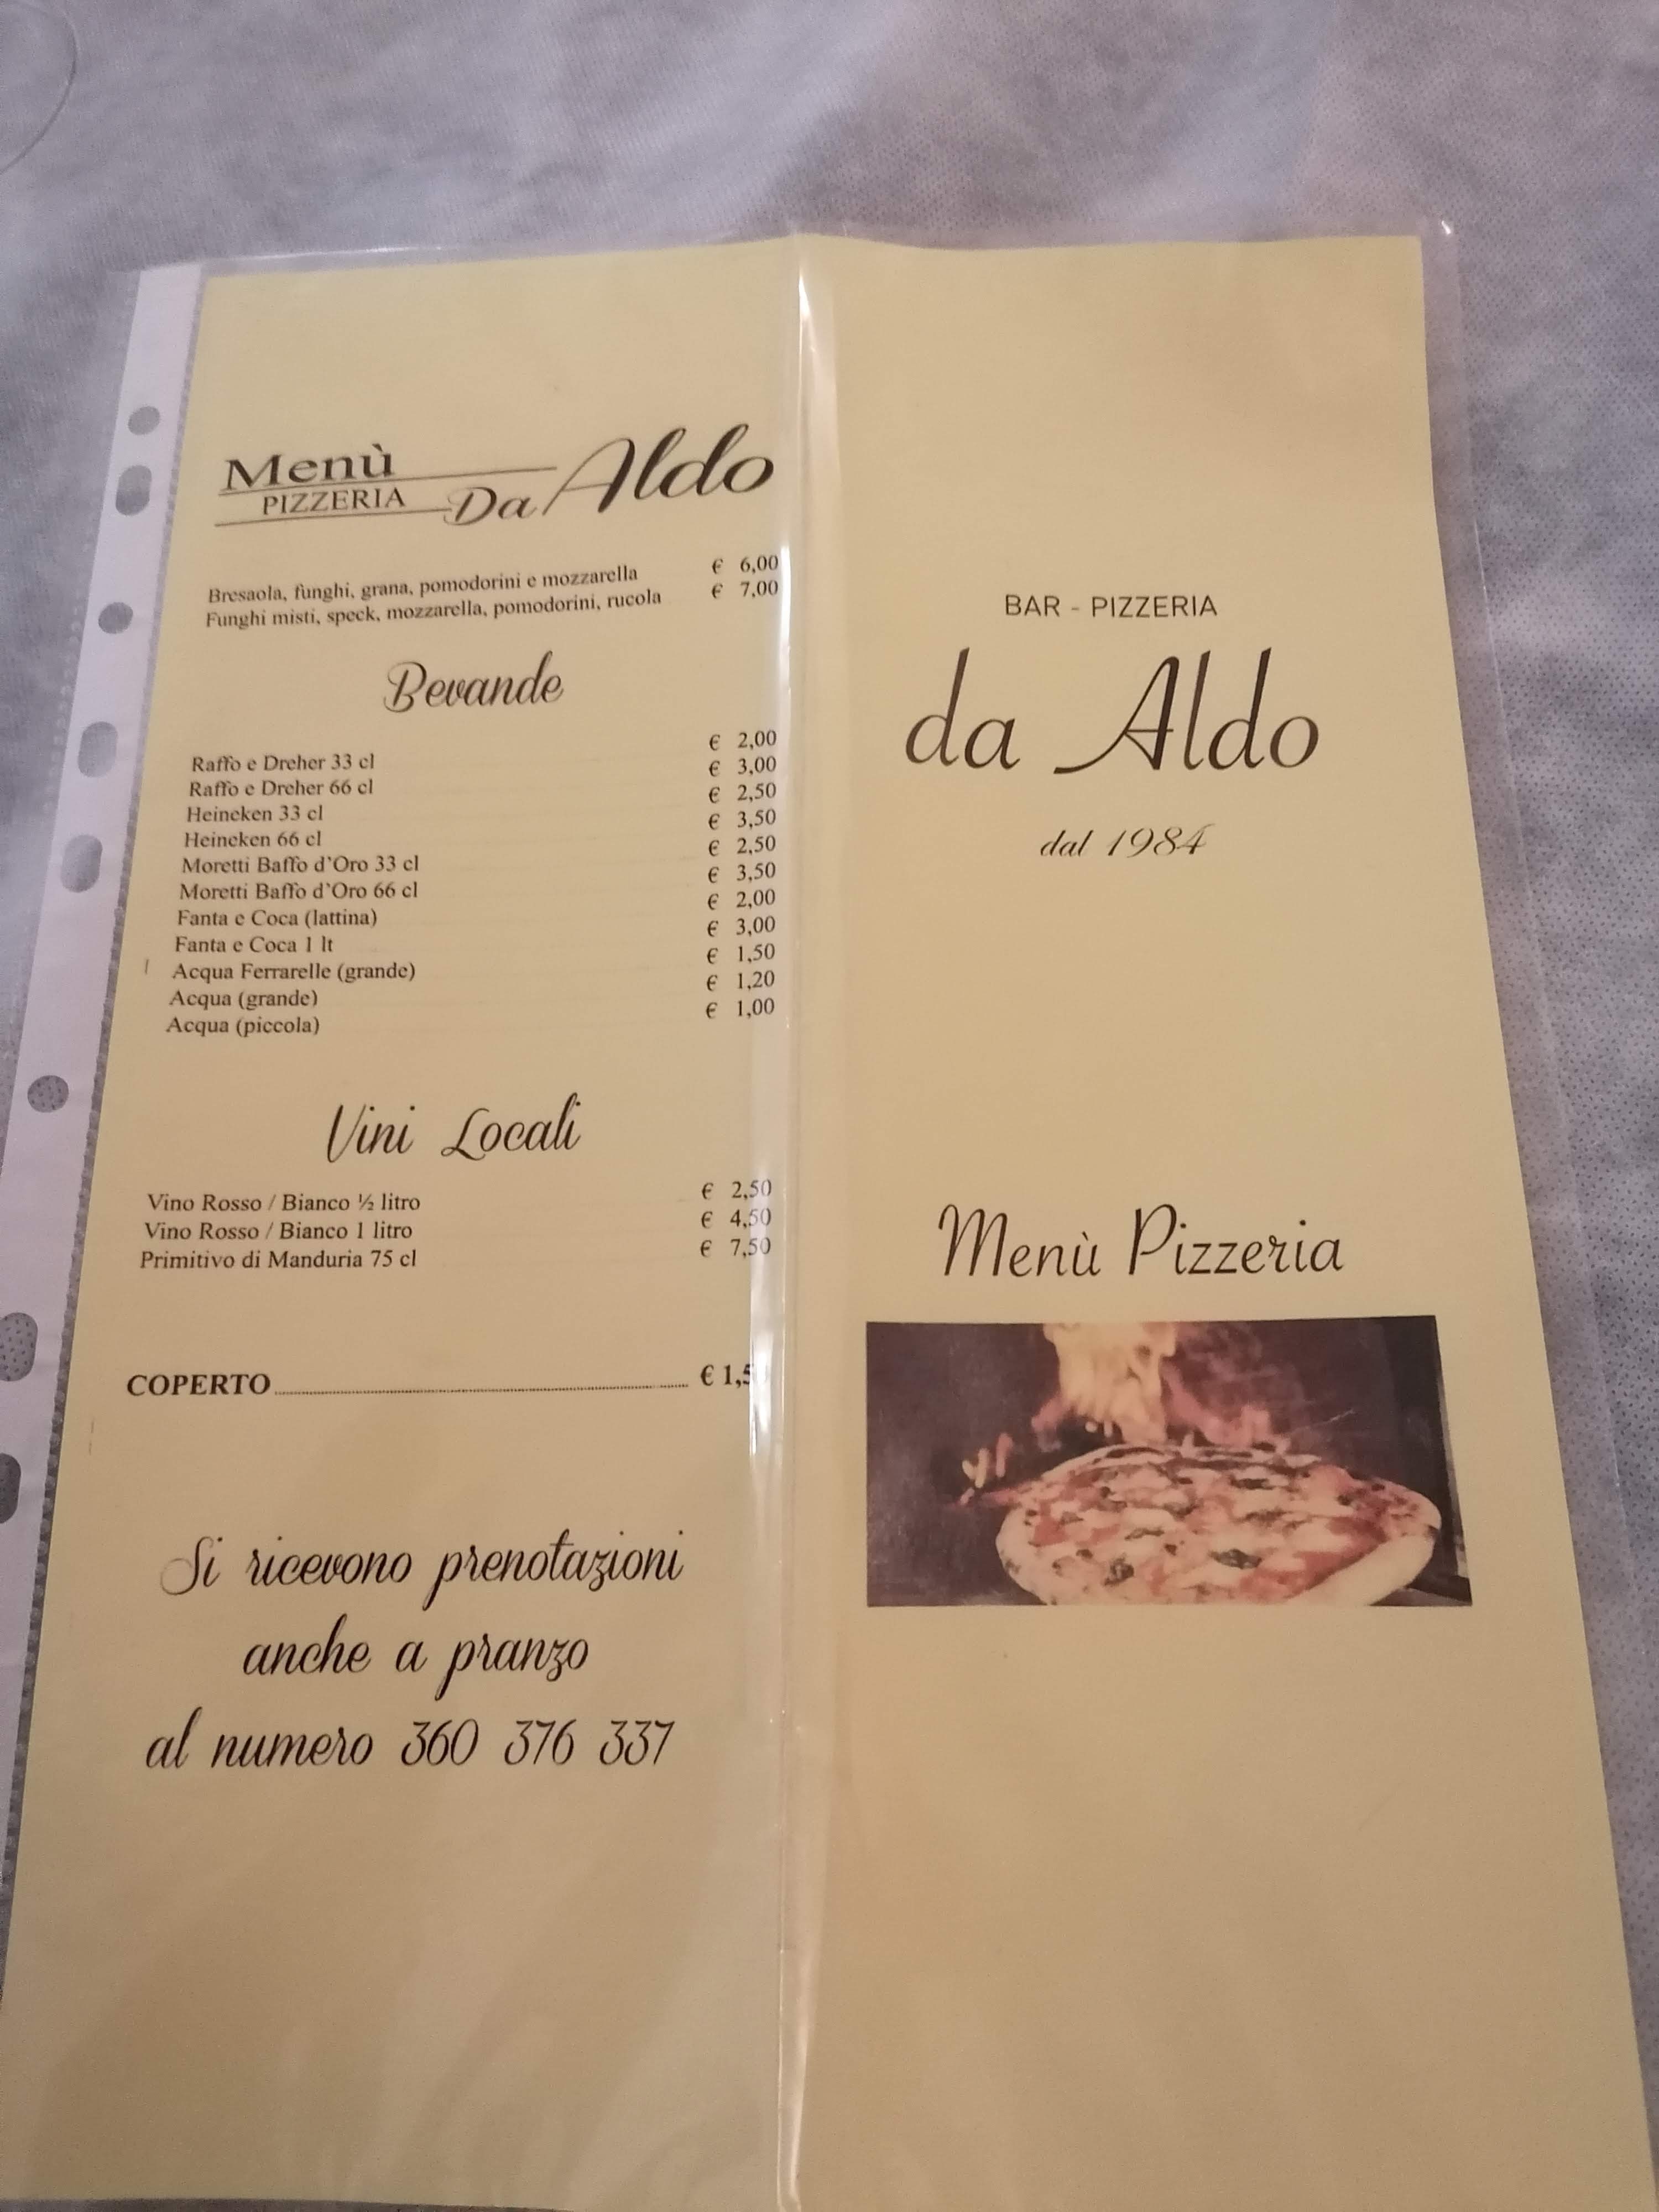 Menù
PIZZERIA Da Aldo
Bresaola, funghi, grana, pomodorini e mozzarella € 6,00
Funghi misti, speck, mozzarella, pomodorini, rucola € 7,00
Bevande
Raffo e Dreher 33 cl € 2,00
Raffo e Dreher 66 cl € 3,00
Heineken 33 cl € 2,50
Heineken 66 cl € 3,50
Moretti Baffo d'Oro 33 cl € 2,50
Moretti Baffo d'Oro 66 cl € 3,50
Fanta e Coca (lattina) € 2,00
Fanta e Coca 1 lt € 3,00
Acqua Ferrarelle (grande) € 1,50
Acqua (grande) € 1,20
Acqua (piccola) € 1,00
Vini Locali
Vino Rosso / Bianco ½ litro € 2,50
Vino Rosso / Bianco 1 litro € 4,50
Primitivo di Manduria 75 cl € 7,50
COPERTO €
Si ricevono prenotazioni
anche a pranzo
al numero 360 376 337
BAR - PIZZERIA
da Aldo
dal 1984
Menù Pizzeria